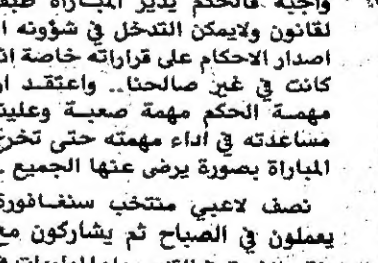 واجبه فالحكم يدير المباراة طبقا
لقانون ولايمكن التدخل في شؤونه ا
اصدار الاحكام على قراراته خاصة اذ
كانت في غير صالحنا.. واعتقد ا
مهمة الحكم مهمة صعبة وعلينا
مساعدته في اداء مهمته حتى تخرج
المباراة بصورة يرضى عنها الجميع .
نصف لاعبي منتخب سنغافورة
يعملون في الصباح ثم يشاركون مع